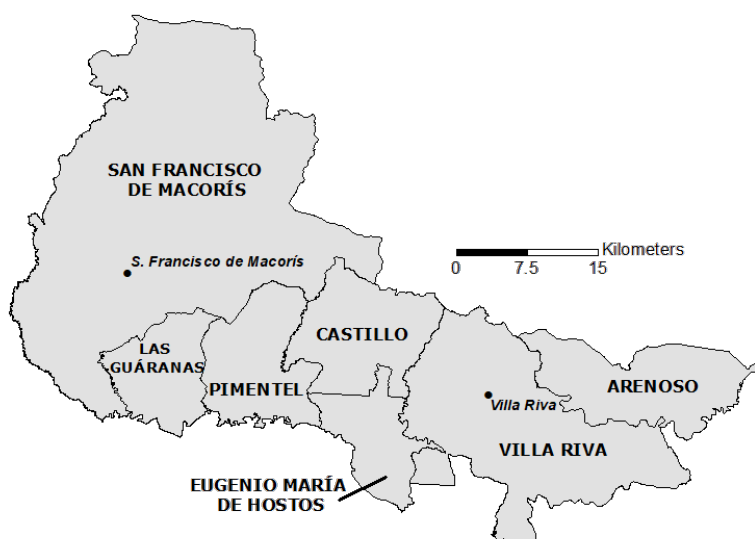 SAN FRANCISCO
DE MACORÍS
S. Francisco de Macorís
Kilometers
0 7.5 15
LAS
GUÁRANAS
PIMENTEL
CASTILLO
ARENOSO
Villa Riva
VILLA RIVA
EUGENIO MARÍA
DE HOSTOS